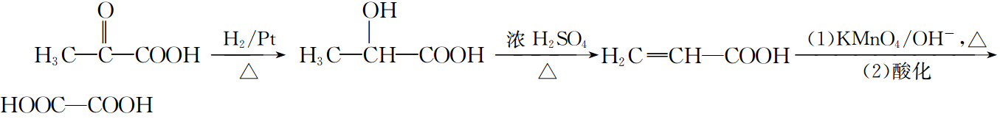 O OH
H₃C—C—COOH H₂/Pt △ H₃C—CH—COOH 浓 H₂SO₄ △ H₂C=CH—COOH (1)KMnO₄/OH⁻,△ (2)酸化
HOOC—COOH